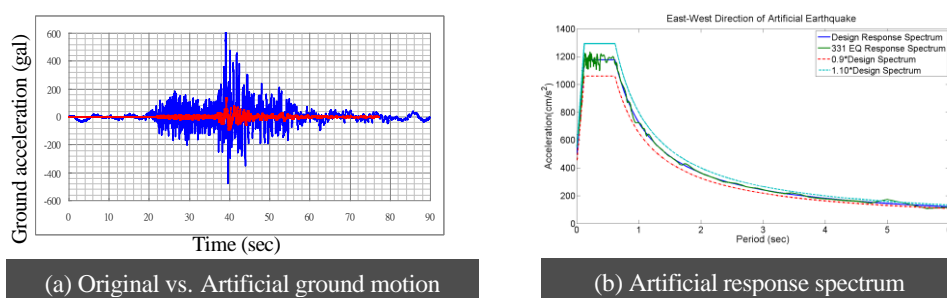 Ground acceleration (gal)
600
400
200
0
-200
-400
-600
0 10 20 30 40 50 60 70 80 90
Time (sec)
(a) Original vs. Artificial ground motion
East-West Direction of Artificial Earthquake
Design Response Spectrum
331 EQ Response Spectrum
0.9*Design Spectrum
1.10*Design Spectrum
Acceleration(cm/s²)
1400
1200
1000
800
600
400
200
0
0 1 2 3 4 5
Period (sec)
(b) Artificial response spectrum